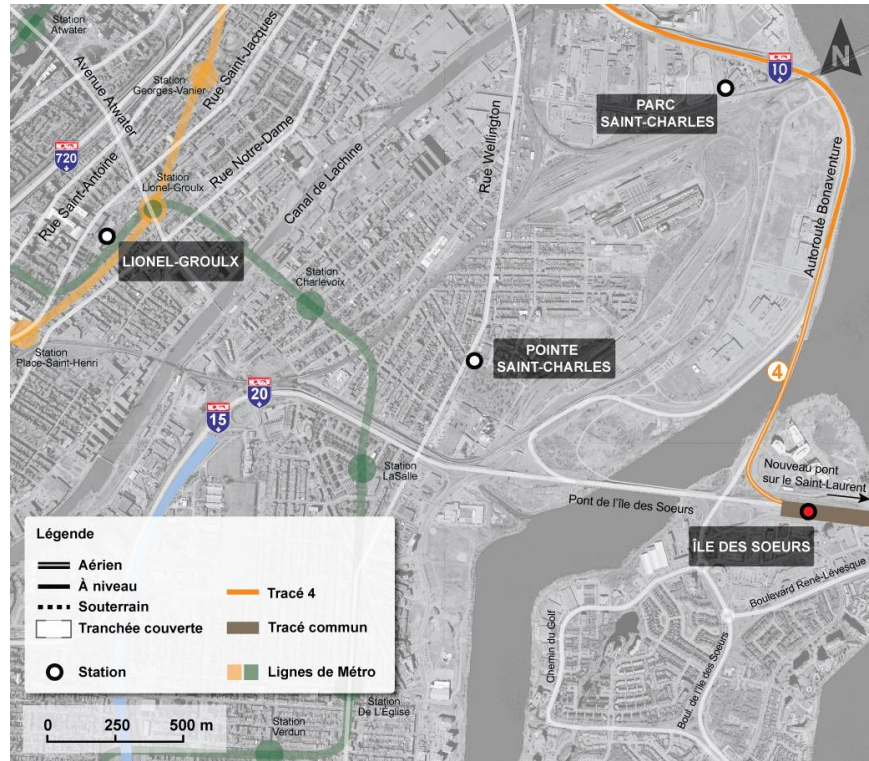 Station
Atwater
Avenue Atwater
Station
Georges-Vanier
Rue Saint-Jacques
720
Rue Saint-Antoine
Station
Lionel-Groulx
Rue Notre-Dame
Canal de Lachine
Rue Wellington
PARC
SAINT-CHARLES
10
N
Autoroute Bonaventure
LIONEL-GROULX
Station
Charlevoix
Station
Place-Saint-Henri
POINTE
SAINT-CHARLES
4
15
20
Station
LaSalle
Pont de l'île des Soeurs
Nouveau pont
sur le Saint-Laurent
ÎLE DES SOEURS
Boulevard René-Lévesque
Chemin du Golf
Boul. de l'île des Soeurs
Légende
Aérien
À niveau
Souterrain
Tranchée couverte
Station
Tracé 4
Tracé commun
Lignes de Métro
0 250 500 m
Station
De L'Église
Station
Verdun